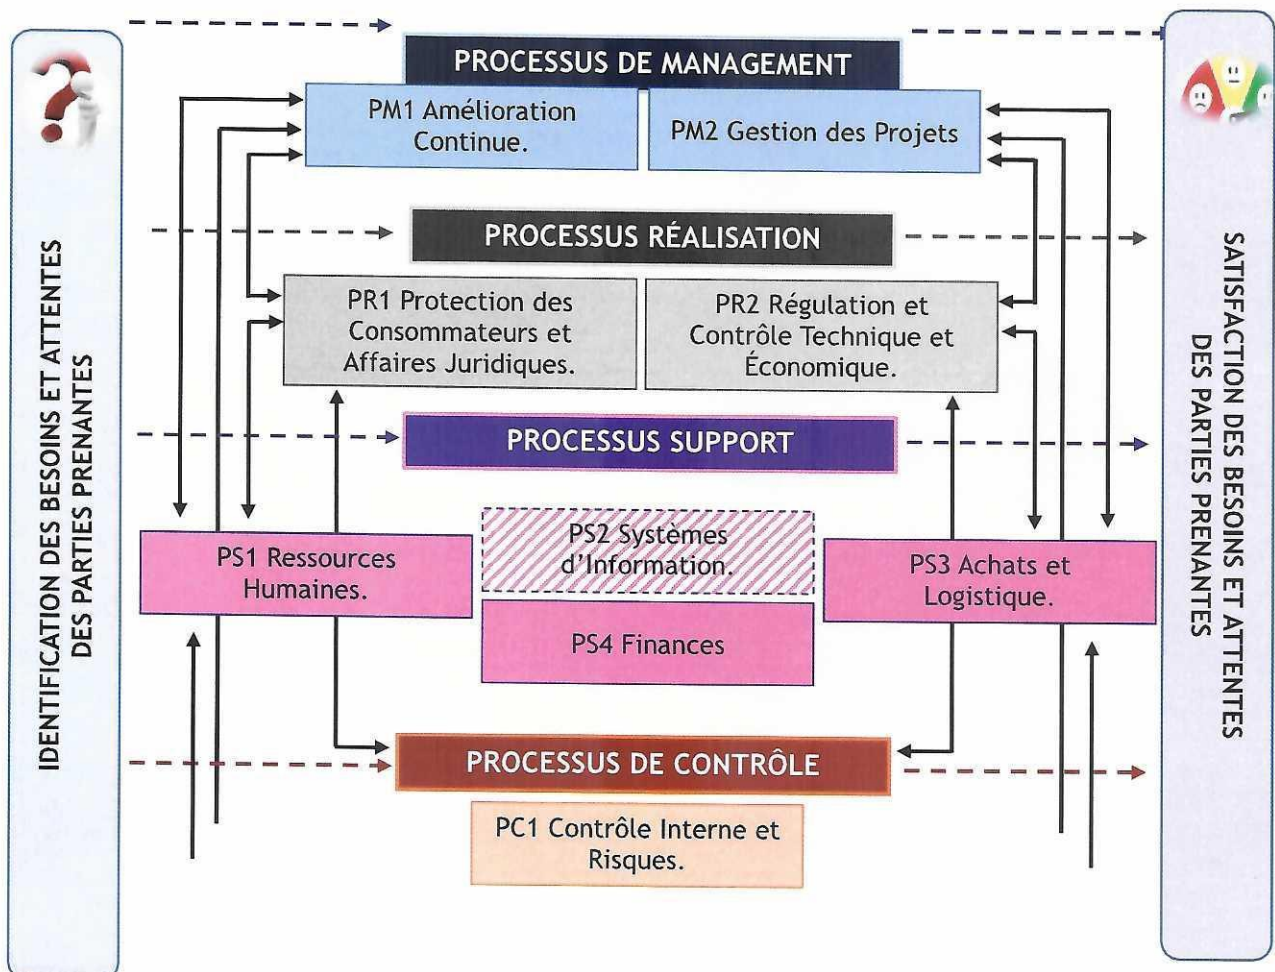 PROCESSUS DE MANAGEMENT
PM1 Amélioration
Continue.
PM2 Gestion des Projets
PROCESSUS RÉALISATION
PR1 Protection des
Consommateurs et
Affaires Juridiques.
PR2 Régulation et
Contrôle Technique et
Économique.
PROCESSUS SUPPORT
PS1 Ressources
Humaines.
PS2 Systèmes
d'Information.
PS3 Achats et
Logistique.
PS4 Finances
PROCESSUS DE CONTRÔLE
PC1 Contrôle Interne et
Risques.
IDENTIFICATION DES BESOINS ET ATTENTES
DES PARTIES PRENANTES
SATISFACTION DES BESOINS ET ATTENTES
DES PARTIES PRENANTES